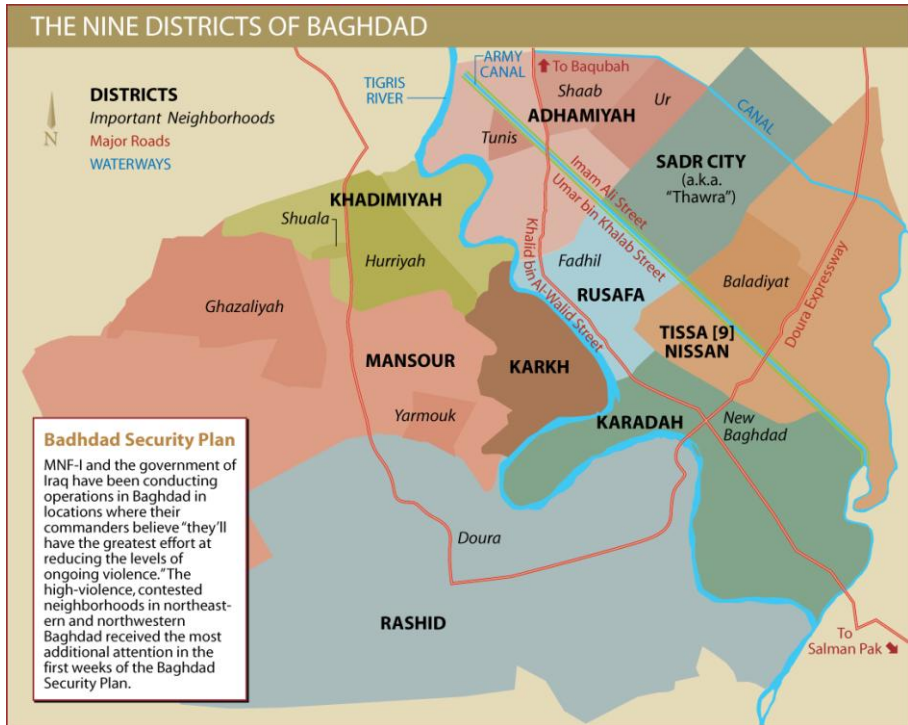 THE NINE DISTRICTS OF BAGHDAD
DISTRICTS
Important Neighborhoods
Major Roads
WATERWAYS
N
TIGRIS
RIVER
ARMY
CANAL
To Baqubah
Shaab
Ur
ADHAMIYAH
Tunis
CANAL
SADR CITY
(a.k.a.
"Thawra")
Imam Ali Street
Umar bin Khalab Street
KHADIMIYAH
Shuala
Hurriyah
Khalid bin Al-Walid Street
Fadhil
RUSAFA
Baladiyat
Doura Expressway
Ghazaliyah
TISSA [9]
NISSAN
MANSOUR
KARKH
Yarmouk
KARADAH
New
Baghdad
Doura
RASHID
To
Salman Pak
Badhdad Security Plan
MNF-I and the government of
Iraq have been conducting
operations in Baghdad in
locations where their
commanders believe "they'll
have the greatest effort at
reducing the levels of
ongoing violence." The
high-violence, contested
neighborhoods in northeast-
ern and northwestern
Baghdad received the most
additional attention in the
first weeks of the Baghdad
Security Plan.